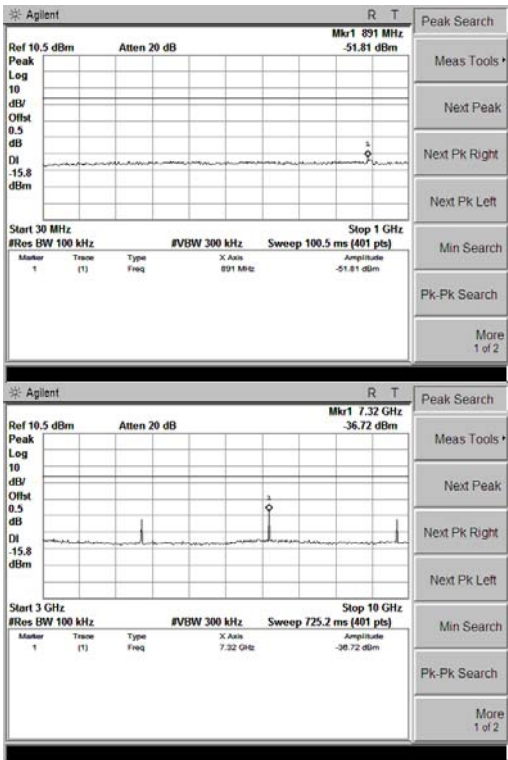 Agilent R T
Peak Search
Mkr1 891 MHz
Ref 10.5 dBm Atten 20 dB -51.81 dBm
Peak
Log
10
dB/
Offst
0.5
dB
DI
-15.8
dBm
1
Start 30 MHz Stop 1 GHz
#Res BW 100 kHz #VBW 300 kHz Sweep 100.5 ms (401 pts)
Marker Trace Type X Axis Amplitude
1 (1) Freq 891 MHz -51.81 dBm
Meas Tools
Next Peak
Next Pk Right
Next Pk Left
Min Search
Pk-Pk Search
More
1 of 2
Agilent R T
Peak Search
Mkr1 7.32 GHz
Ref 10.5 dBm Atten 20 dB -36.72 dBm
Peak
Log
10
dB/
Offst
0.5
dB
DI
-15.8
dBm
1
Start 3 GHz Stop 10 GHz
#Res BW 100 kHz #VBW 300 kHz Sweep 725.2 ms (401 pts)
Marker Trace Type X Axis Amplitude
1 (1) Freq 7.32 GHz -36.72 dBm
Meas Tools
Next Peak
Next Pk Right
Next Pk Left
Min Search
Pk-Pk Search
More
1 of 2